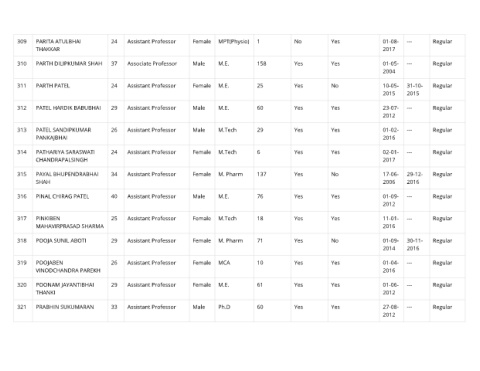 309 PARITA ATULBHAI THAKKAR 24 Assistant Professor Female MPT(Physio) 1 No Yes 01-08-2017 --- Regular
310 PARTH DILIPKUMAR SHAH 37 Associate Professor Male M.E. 158 Yes Yes 01-05-2004 --- Regular
311 PARTH PATEL 24 Assistant Professor Male M.E. 25 Yes No 10-05-2015 31-10-2015 Regular
312 PATEL HARDIK BABUBHAI 29 Assistant Professor Male M.E. 60 Yes Yes 23-07-2012 --- Regular
313 PATEL SANDIPKUMAR PANKAJBHAI 26 Assistant Professor Male M.Tech 29 Yes Yes 01-02-2016 --- Regular
314 PATHARIYA SARASWATI CHANDRAPALSINGH 24 Assistant Professor Female M.Tech 6 Yes Yes 02-01-2017 --- Regular
315 PAYAL BHUPENDRABHAI SHAH 34 Assistant Professor Female M. Pharm 137 Yes No 17-06-2006 29-12-2016 Regular
316 PINAL CHIRAG PATEL 40 Assistant Professor Male M.E. 76 Yes Yes 01-09-2012 --- Regular
317 PINKIBEN MAHAVIRPRASAD SHARMA 25 Assistant Professor Female M.Tech 18 Yes Yes 11-01-2016 --- Regular
318 POOJA SUNIL ABOTI 29 Assistant Professor Female M. Pharm 71 Yes No 01-09-2014 30-11-2016 Regular
319 POOJABEN VINODCHANDRA PAREKH 26 Assistant Professor Female MCA 10 Yes Yes 01-04-2016 --- Regular
320 POONAM JAYANTIBHAI THANKI 29 Assistant Professor Female M.E. 61 Yes Yes 01-06-2012 --- Regular
321 PRABHIN SUKUMARAN 33 Assistant Professor Male Ph.D 60 Yes Yes 27-08-2012 --- Regular